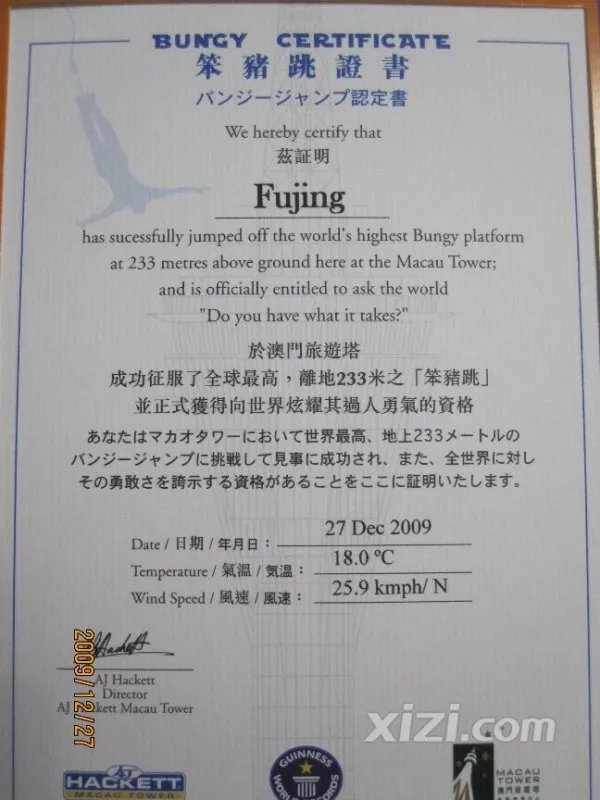 BUNGY CERTIFICATE
笨豬跳證書
バンジージャンプ認定書
We hereby certify that
茲証明
Fujing
has sucessfully jumped off the world's highest Bungy platform
at 233 metres above ground here at the Macau Tower;
and is officially entitled to ask the world
"Do you have what it takes?"
於澳門旅遊塔
成功征服了全球最高，離地233米之「笨豬跳」
並正式獲得向世界炫耀其過人勇氣的資格
あなたはマカオタワーにおいて世界最高、地上233メートルの
バンジージャンプに挑戦して見事に成功され、また、全世界に対し
その勇敢さを誇示する資格があることをここに証明いたします。
Date / 日期 / 年月日： 27 Dec 2009
Temperature / 氣溫 / 気溫： 18.0 ºC
Wind Speed / 風速 / 風速： 25.9 kmph/ N
AJ Hackett
Director
AJ Hackett Macau Tower
2009/12/27
xizi.com
AJ
HACKETT
MACAU TOWER
GUINNESS
WORLD RECORDS
MACAU
TOWER
澳門旅遊塔